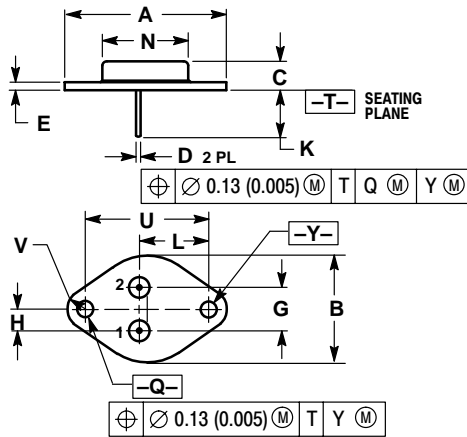 A
N
C
E
–T– SEATING PLANE
K
D 2 PL
⌖ ∅ 0.13 (0.005) Ⓜ T Q Ⓜ Y Ⓜ
U
L
V
–Y–
2
H
G
B
1
–Q–
⌖ ∅ 0.13 (0.005) Ⓜ T Y Ⓜ